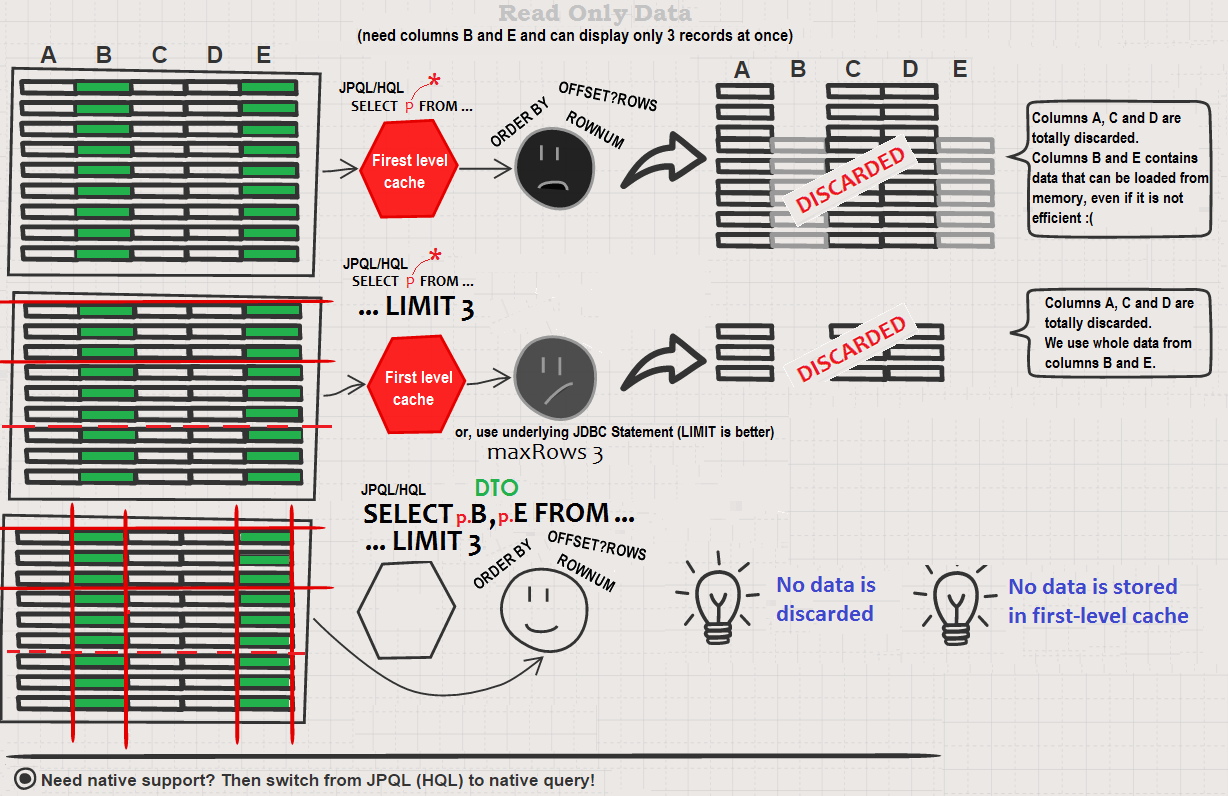 Read Only Data
(need columns B and E and can display only 3 records at once)
A B C D E
JPQL/HQL
*
SELECT p FROM ...
Firest level
cache
ORDER BY
OFFSET?ROWS
ROWNUM
A B C D E
DISCARDED
Columns A, C and D are
totally discarded.
Columns B and E contains
data that can be loaded from
memory, even if it is not
efficient :(
JPQL/HQL
*
SELECT p FROM ...
... LIMIT 3
First level
cache
or, use underlying JDBC Statement (LIMIT is better)
maxRows 3
DISCARDED
Columns A, C and D are
totally discarded.
We use whole data from
columns B and E.
JPQL/HQL
DTO
SELECT p.B, p.E FROM ...
... LIMIT 3
ORDER BY
OFFSET?ROWS
ROWNUM
No data is
discarded
No data is stored
in first-level cache
Need native support? Then switch from JPQL (HQL) to native query!